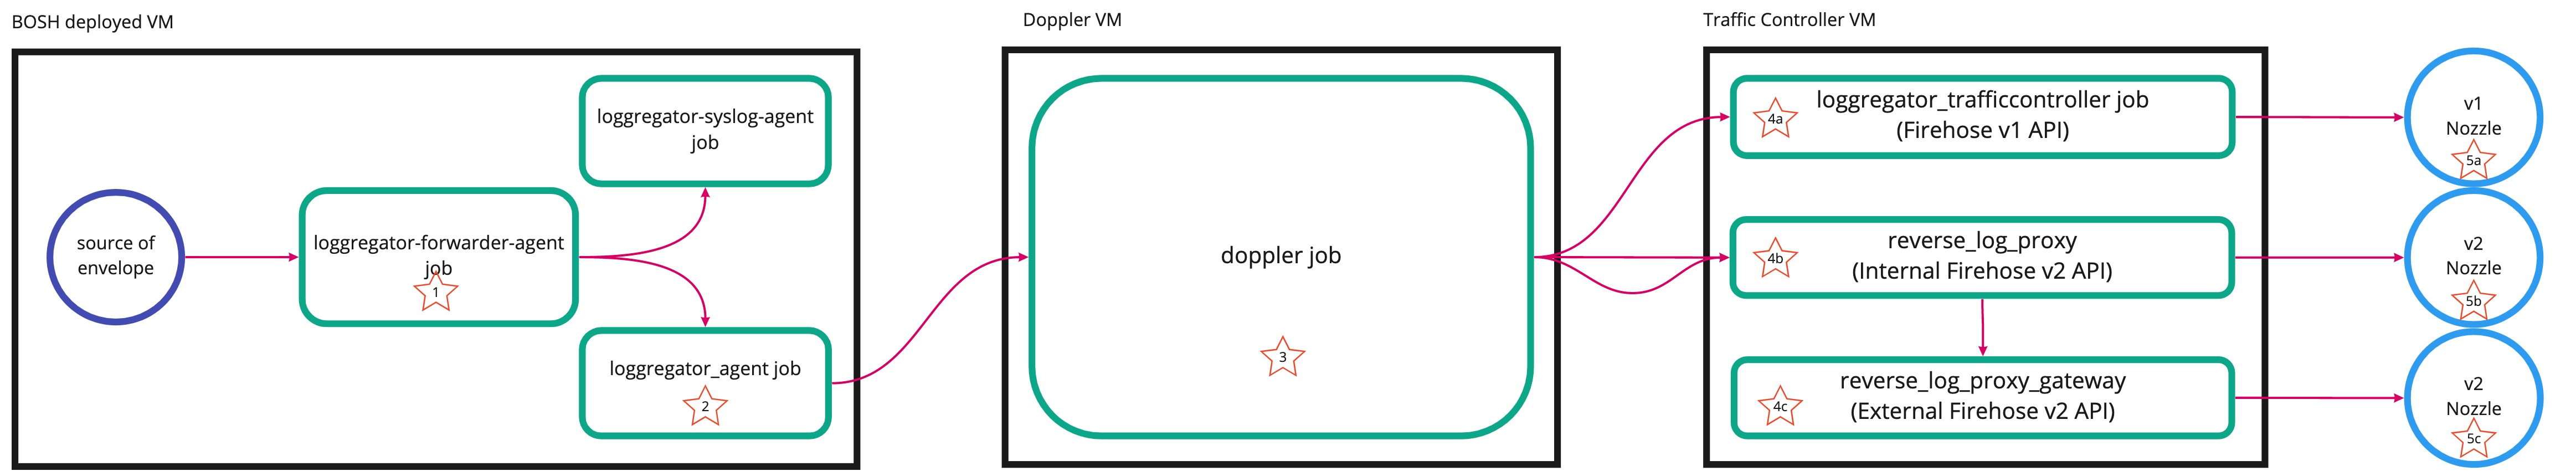 BOSH deployed VM
source of
envelope
loggregator-forwarder-agent
job
1
loggregator-syslog-agent
job
loggregator_agent job
2
Doppler VM
doppler job
3
Traffic Controller VM
4a
loggregator_trafficcontroller job
(Firehose v1 API)
4b
reverse_log_proxy
(Internal Firehose v2 API)
4c
reverse_log_proxy_gateway
(External Firehose v2 API)
v1
Nozzle
5a
v2
Nozzle
5b
v2
Nozzle
5c